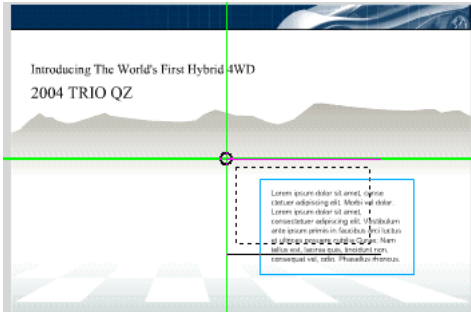 Introducing The World's First Hybrid 4WD
2004 TRIO QZ
Lorem ipsum dolor sit amet,
ctetuer adipiscing elit. Morbi vel dolor.
Lorem ipsum dolor sit amet,
consectetuer adipiscing elit. Vestibulum
ante ipsum primis in faucibus orci luctus
et ultrices posuere cubilia Curae; Nam
tellus est, lacinia quis, tincidunt non,
consequat vel, odio. Phasellus rhoncus.